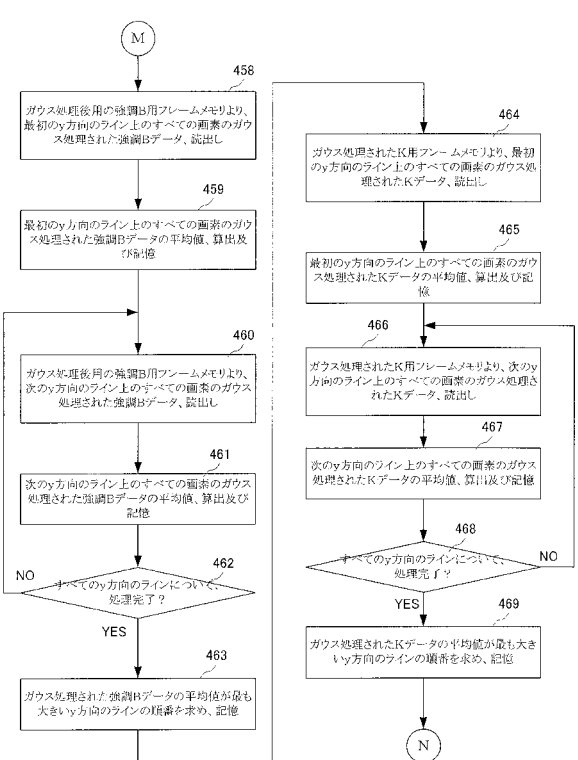 M
458
ガウス処理後用の強調B用フレームメモリより、
最初のy方向のライン上のすべての画素のガウ
ス処理された強調Bデータ、読出し
459
最初のy方向のライン上のすべての画素のガウ
ス処理された強調Bデータの平均値、算出及
び記憶
460
ガウス処理後用の強調B用フレームメモリより、
次のy方向のライン上のすべての画素のガウス
処理された強調Bデータ、読出し
461
次のy方向のライン上のすべての画素のガウス
処理された強調Bデータの平均値、算出及び
記憶
462
NO
すべてのy方向のラインについて、
処理完了？
YES
463
ガウス処理された強調Bデータの平均値が最も
大きいy方向のラインの順番を求め、記憶
464
ガウス処理されたK用フレームメモリより、最初
のy方向のライン上のすべての画素のガウス処
理されたKデータ、読出し
465
最初のy方向のライン上のすべての画素のガウ
ス処理されたKデータの平均値、算出及び記
憶
466
ガウス処理されたK用フレームメモリより、次のy
方向のライン上のすべての画素のガウス処理さ
れたKデータ、読出し
467
次のy方向のライン上のすべての画素のガウス
処理されたKデータの平均値、算出及び記憶
468
すべてのy方向のラインについて、
処理完了？
NO
YES
469
ガウス処理されたKデータの平均値が最も大き
いy方向のラインの順番を求め、記憶
N